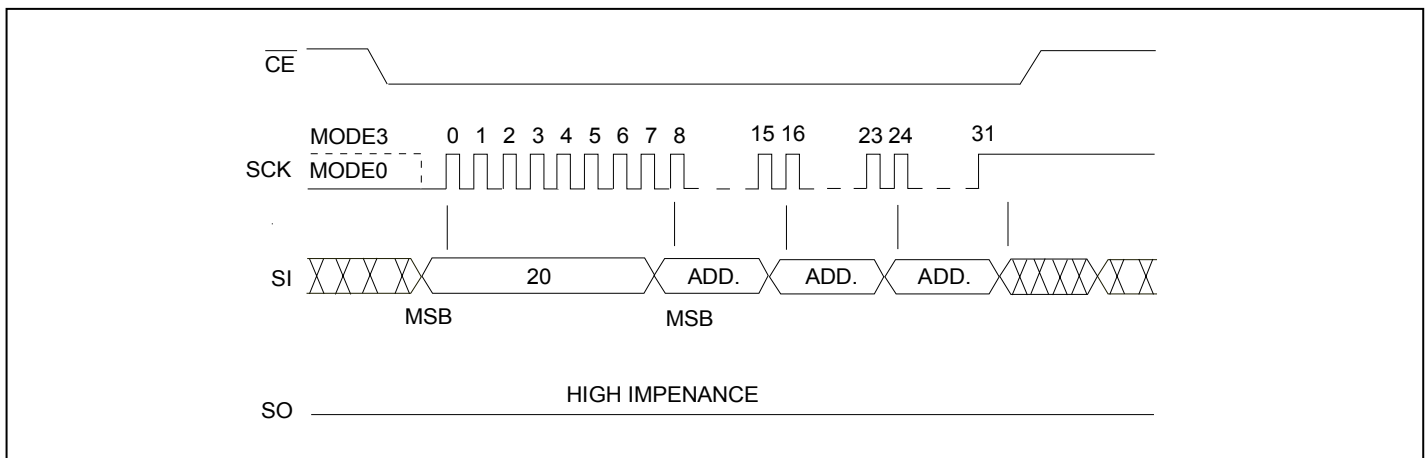 CE
MODE3 0 1 2 3 4 5 6 7 8 15 16 23 24 31
SCK MODE0
SI 20 ADD. ADD. ADD.
MSB MSB
HIGH IMPENANCE
SO